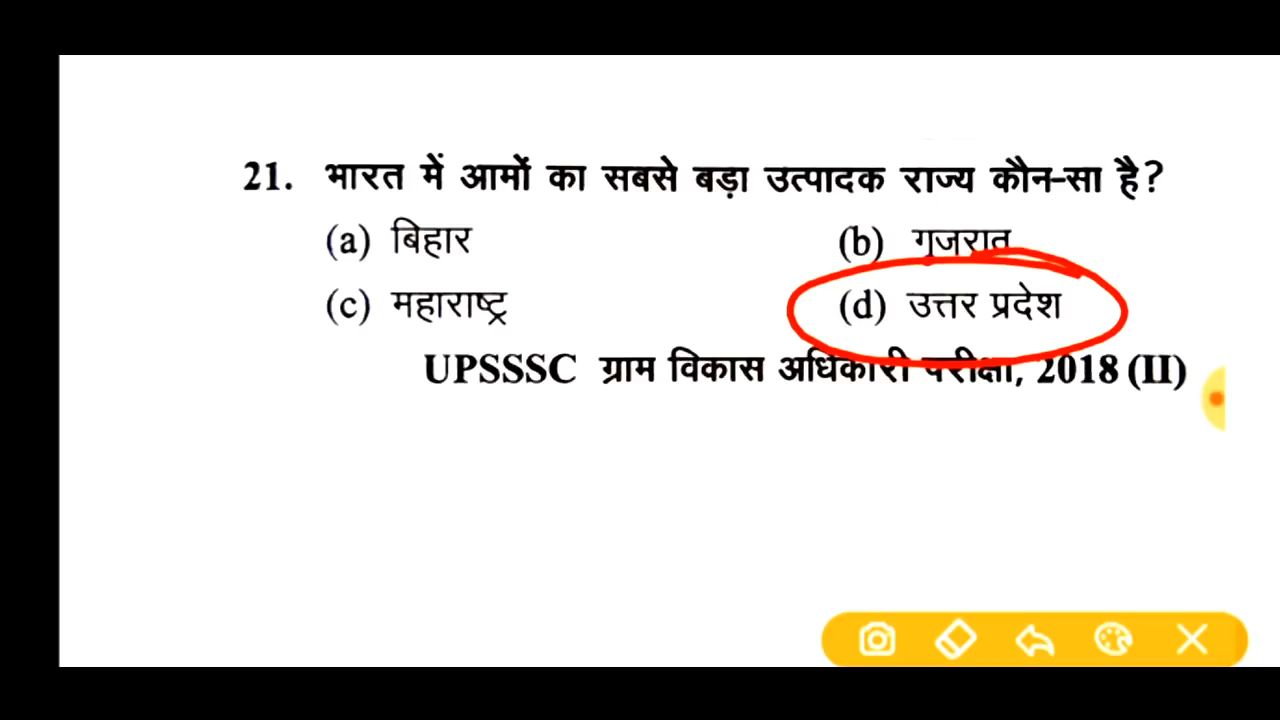 21. भारत में आमों का सबसे बड़ा उत्पादक राज्य कौन-सा है?
(a) बिहार (b) गुजरात
(c) महाराष्ट्र (d) उत्तर प्रदेश
UPSSSC ग्राम विकास अधिकारी परीक्षा, 2018 (II)